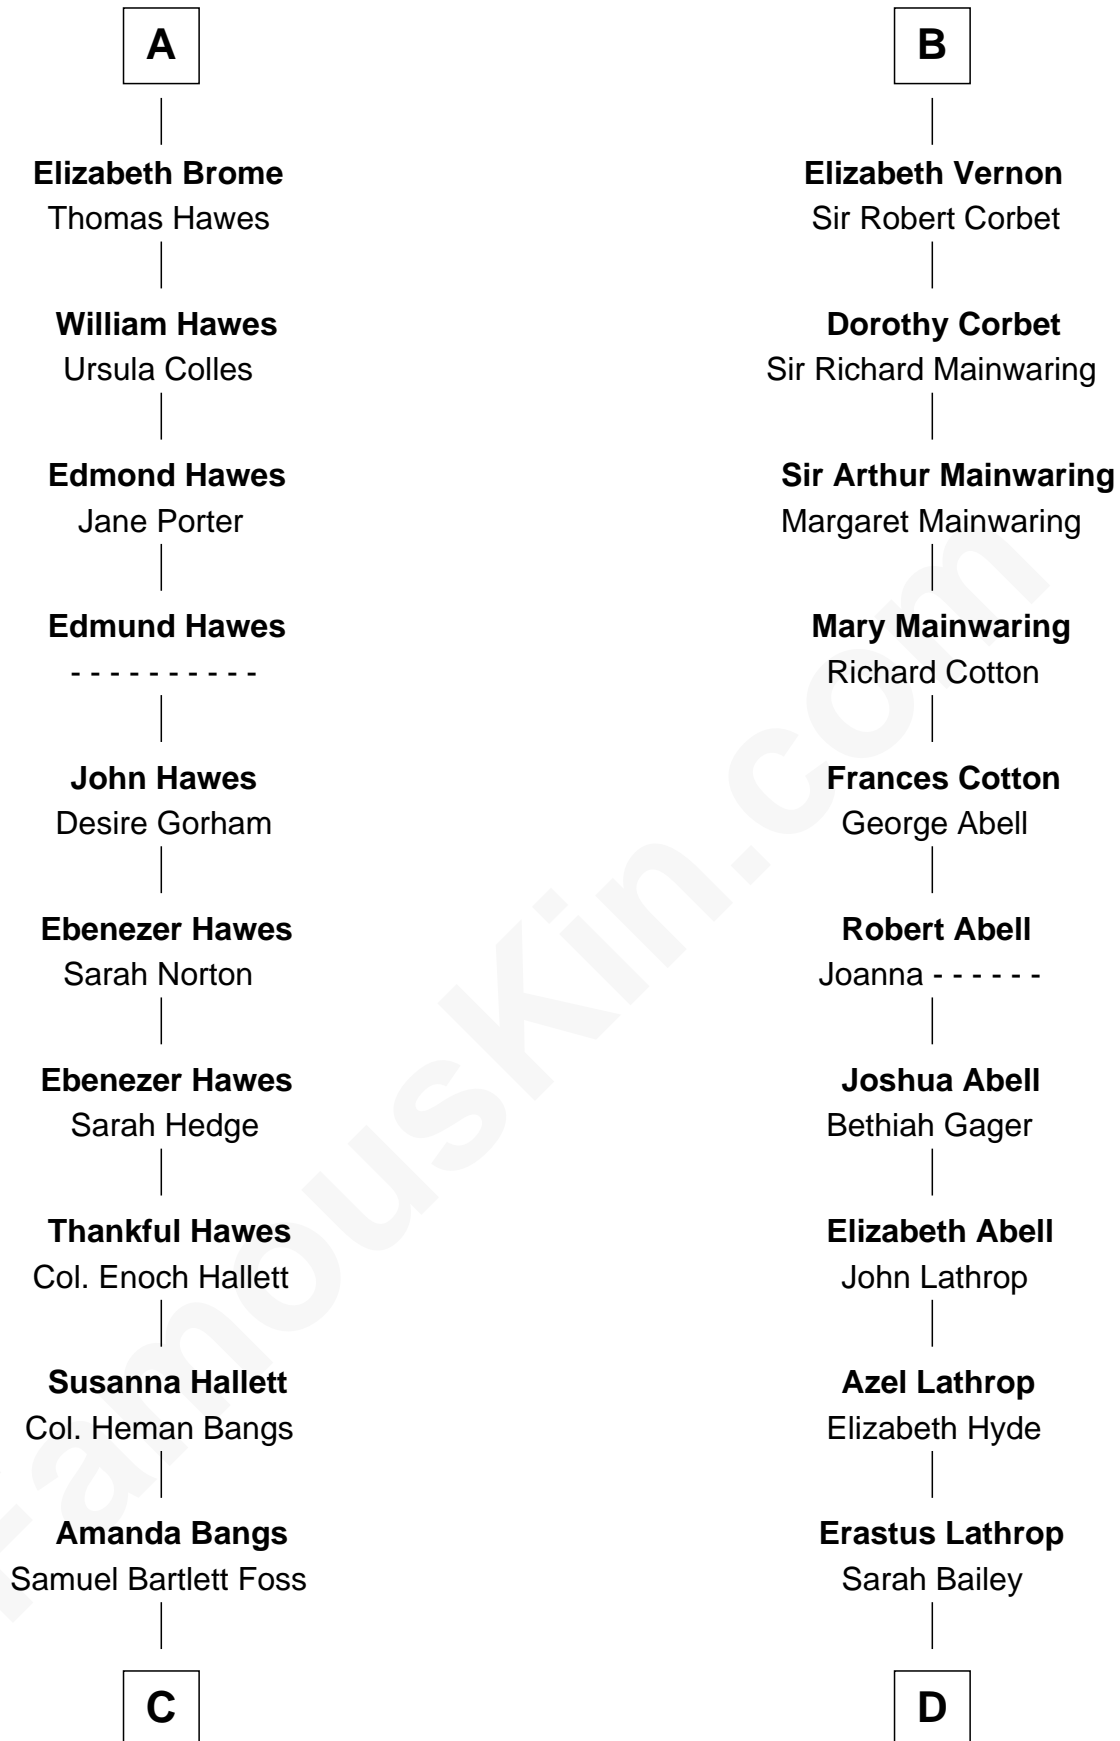 A
Elizabeth Brome
Thomas Hawes
William Hawes
Ursula Colles
Edmond Hawes
Jane Porter
Edmund Hawes
- - - - - - - - - -
John Hawes
Desire Gorham
Ebenezer Hawes
Sarah Norton
Ebenezer Hawes
Sarah Hedge
Thankful Hawes
Col. Enoch Hallett
Susanna Hallett
Col. Heman Bangs
Amanda Bangs
Samuel Bartlett Foss
C
B
Elizabeth Vernon
Sir Robert Corbet
Dorothy Corbet
Sir Richard Mainwaring
Sir Arthur Mainwaring
Margaret Mainwaring
Mary Mainwaring
Richard Cotton
Frances Cotton
George Abell
Robert Abell
Joanna - - - - - -
Joshua Abell
Bethiah Gager
Elizabeth Abell
John Lathrop
Azel Lathrop
Elizabeth Hyde
Erastus Lathrop
Sarah Bailey
D
FamousKin.com